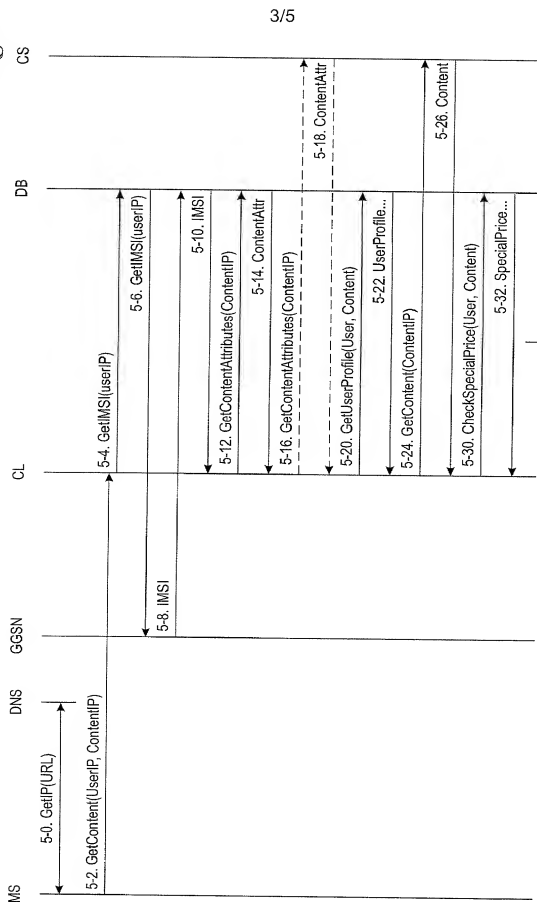 3/5
MS
DNS
GGSN
CL
DB
CS
5-0. GetIP(URL)
5-2. GetContent(UserIP, ContentIP)
5-4. GetIMSI(userIP)
5-6. GetIMSI(userIP)
5-8. IMSI
5-10. IMSI
5-12. GetContentAttributes(ContentIP)
5-14. ContentAttr
5-16. GetContentAttributes(ContentIP)
5-18. ContentAttr
5-20. GetUserProfile(User, Content)
5-22. UserProfile...
5-24. GetContent(ContentIP)
5-26. Content
5-30. CheckSpecialPrice(User, Content)
5-32. SpecialPrice...